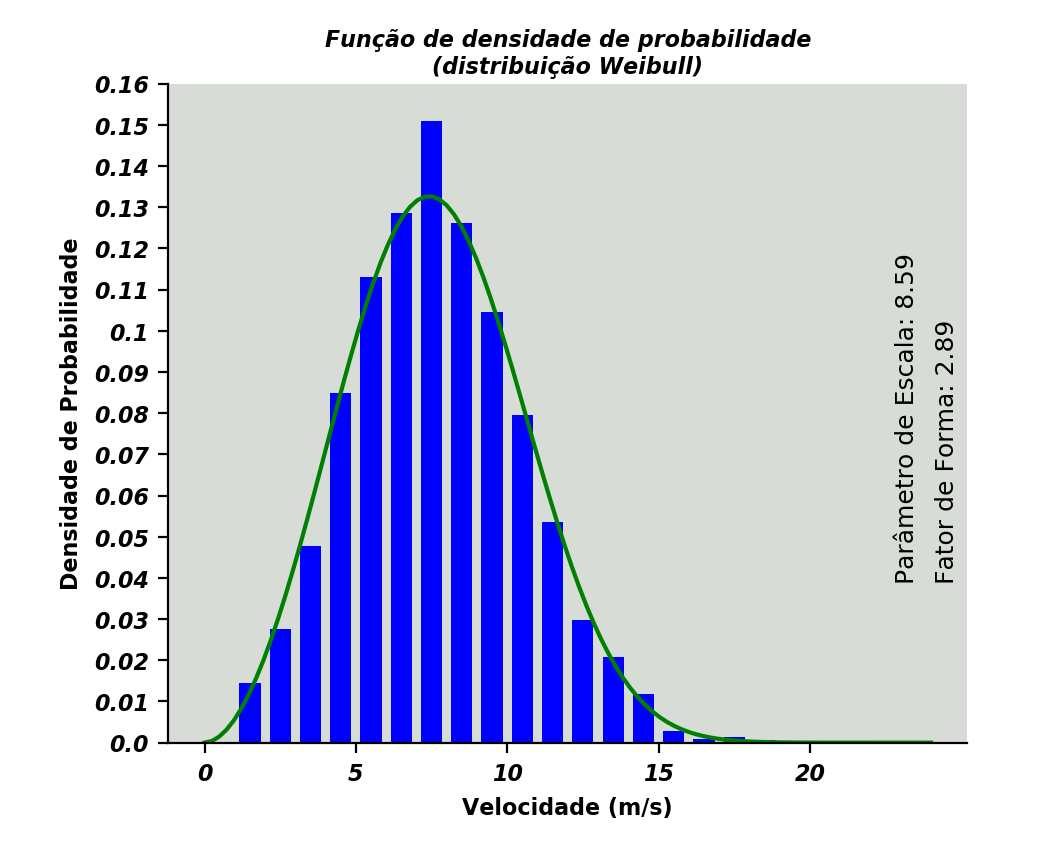 Função de densidade de probabilidade
(distribuição Weibull)
0.16
0.15
0.14
0.13
0.12
0.11
0.1
0.09
0.08
0.07
0.06
0.05
0.04
0.03
0.02
0.01
0.0
Densidade de Probabilidade
Parâmetro de Escala: 8.59
Fator de Forma: 2.89
0 5 10 15 20
Velocidade (m/s)